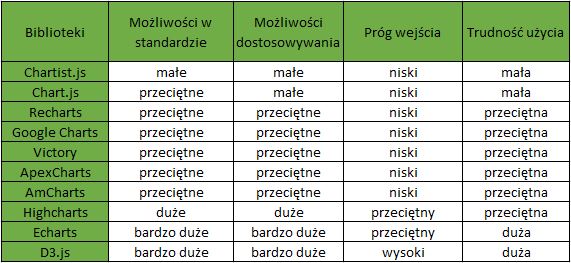 Biblioteki Możliwości w standardzie Możliwości dostosowywania Próg wejścia Trudność użycia
Chartist.js małe małe niski mała
Chart.js przeciętne małe niski mała
Recharts przeciętne przeciętne niski przeciętna
Google Charts przeciętne przeciętne niski przeciętna
Victory przeciętne przeciętne niski przeciętna
ApexCharts przeciętne przeciętne niski przeciętna
AmCharts przeciętne przeciętne niski przeciętna
Highcharts duże duże przeciętny przeciętna
Echarts bardzo duże bardzo duże przeciętny duża
D3.js bardzo duże bardzo duże wysoki duża